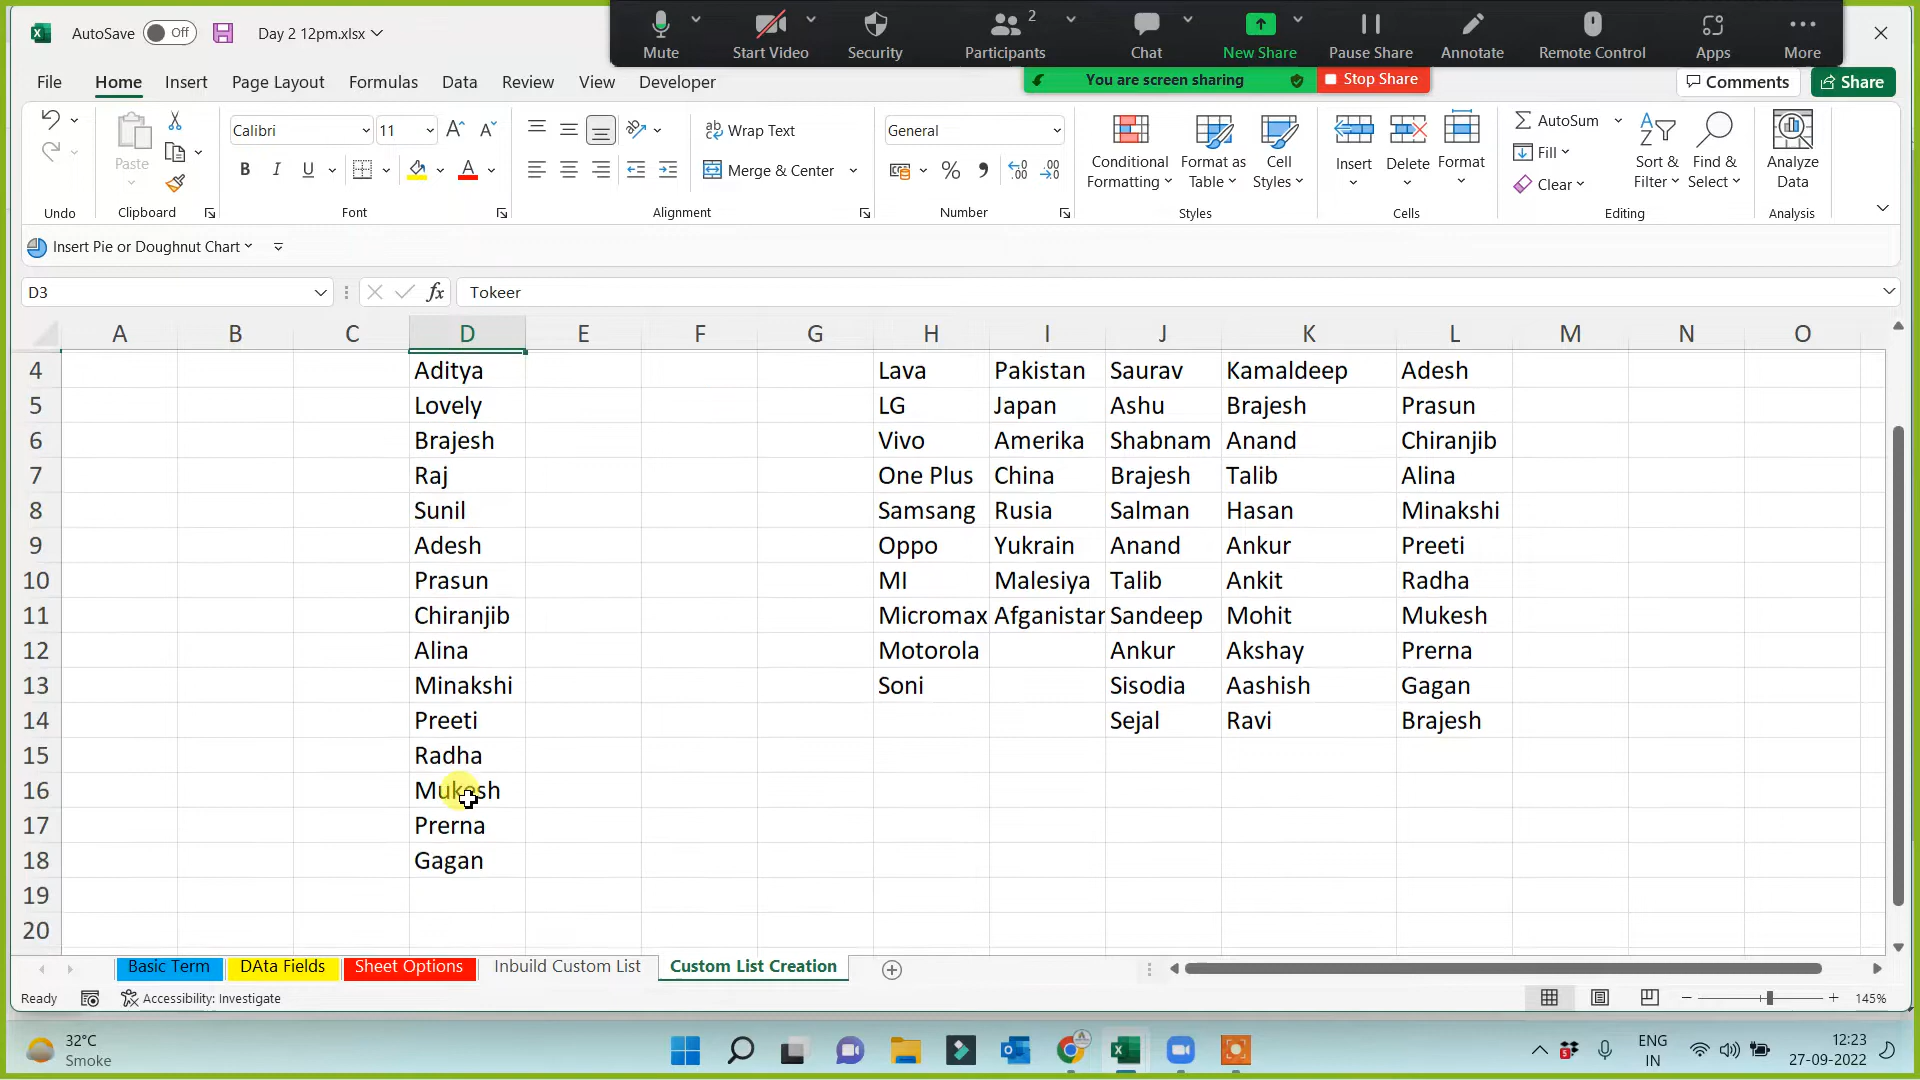 AutoSave Off Day 2 12pm.xlsx
Mute Start Video Security Participants 2 Chat New Share Pause Share Annotate Remote Control Apps More
You are screen sharing Stop Share
File Home Insert Page Layout Formulas Data Review View Developer Comments Share
Paste Calibri 11 Wrap Text General AutoSum
B I U Merge & Center % Fill
Conditional Formatting Format as Table Cell Styles Insert Delete Format Clear Sort & Filter Find & Select Analyze Data
Undo Clipboard Font Alignment Number Styles Cells Editing Analysis
Insert Pie or Doughnut Chart
D3 fx Tokeer
A B C D E F G H I J K L M N O
4 Aditya Lava Pakistan Saurav Kamaldeep Adesh
5 Lovely LG Japan Ashu Brajesh Prasun
6 Brajesh Vivo Amerika Shabnam Anand Chiranjib
7 Raj One Plus China Brajesh Talib Alina
8 Sunil Samsang Rusia Salman Hasan Minakshi
9 Adesh Oppo Yukrain Anand Ankur Preeti
10 Prasun MI Malesiya Talib Ankit Radha
11 Chiranjib Micromax Afganistan Sandeep Mohit Mukesh
12 Alina Motorola Ankur Akshay Prerna
13 Minakshi Soni Sisodia Aashish Gagan
14 Preeti Sejal Ravi Brajesh
15 Radha
16 Mukesh
17 Prerna
18 Gagan
19
20
Basic Term DAta Fields Sheet Options Inbuild Custom List Custom List Creation
Ready Accessibility: Investigate 145%
32°C
Smoke
ENG
IN
12:23
27-09-2022